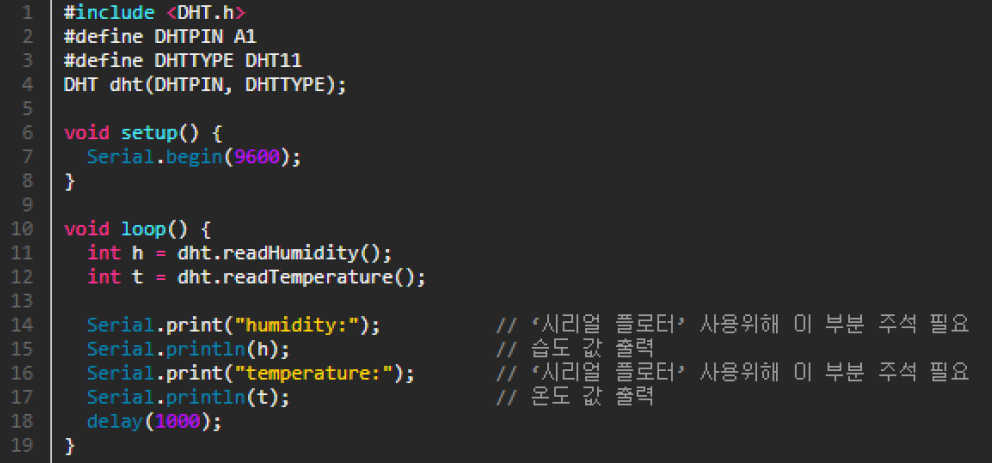 1 #include <DHT.h>
2 #define DHTPIN A1
3 #define DHTTYPE DHT11
4 DHT dht(DHTPIN, DHTTYPE);
5
6 void setup() {
7   Serial.begin(9600);
8 }
9
10 void loop() {
11   int h = dht.readHumidity();
12   int t = dht.readTemperature();
13
14   Serial.print("humidity:");          // ‘시리얼 플로터’ 사용위해 이 부분 주석 필요
15   Serial.println(h);                  // 습도 값 출력
16   Serial.print("temperature:");       // ‘시리얼 플로터’ 사용위해 이 부분 주석 필요
17   Serial.println(t);                  // 온도 값 출력
18   delay(1000);
19 }